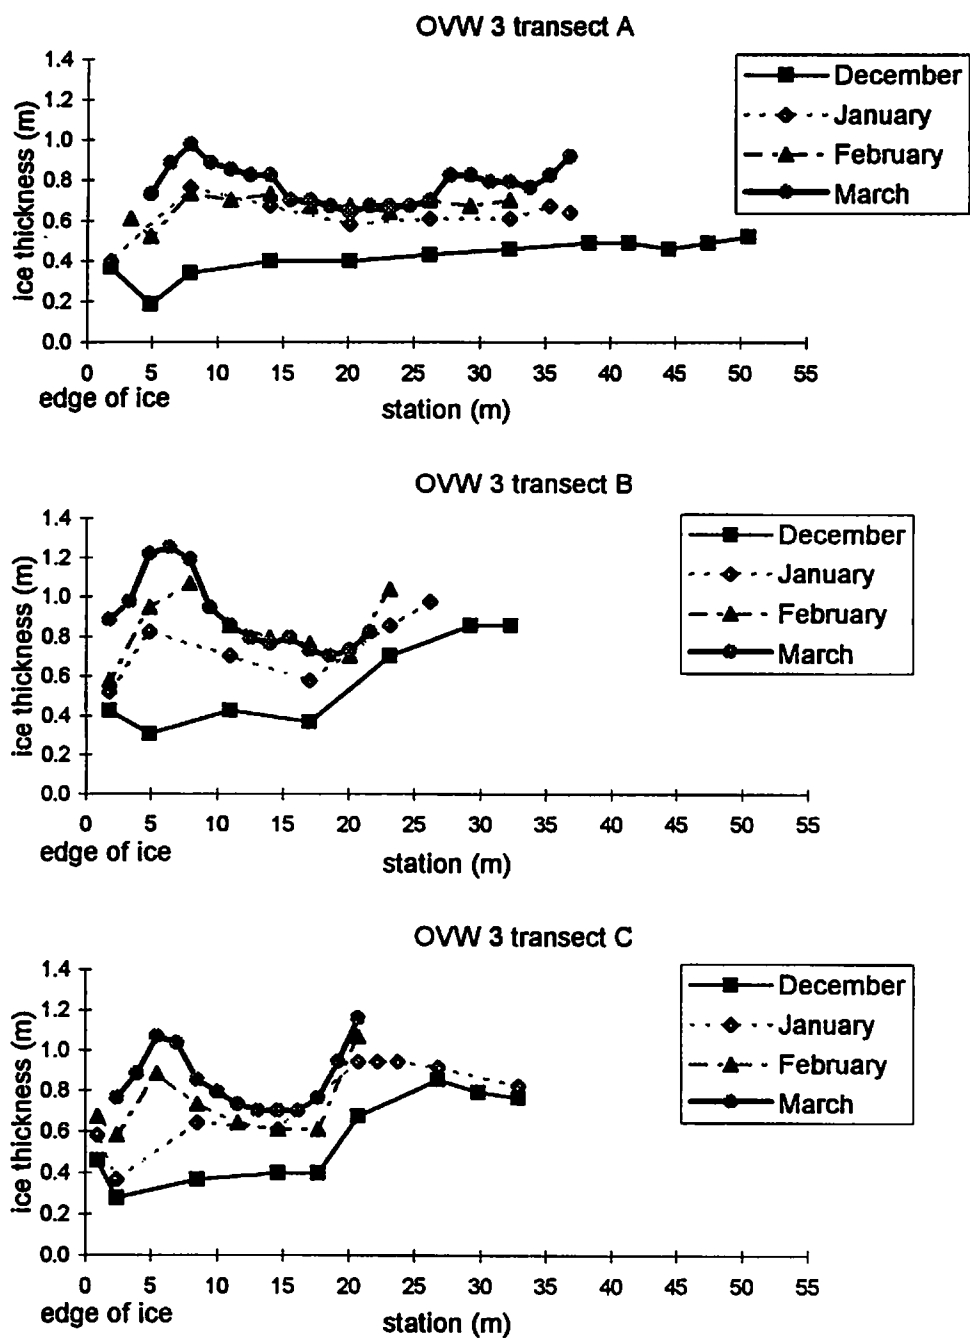 OVW 3 transect A
1.4
1.2
1.0
0.8
0.6
0.4
0.2
0.0
ice thickness (m)
December
January
February
March
0 5 10 15 20 25 30 35 40 45 50 55
edge of ice
station (m)
OVW 3 transect B
1.4
1.2
1.0
0.8
0.6
0.4
0.2
0.0
ice thickness (m)
December
January
February
March
0 5 10 15 20 25 30 35 40 45 50 55
edge of ice
station (m)
OVW 3 transect C
1.4
1.2
1.0
0.8
0.6
0.4
0.2
0.0
ice thickness (m)
December
January
February
March
0 5 10 15 20 25 30 35 40 45 50 55
edge of ice
station (m)